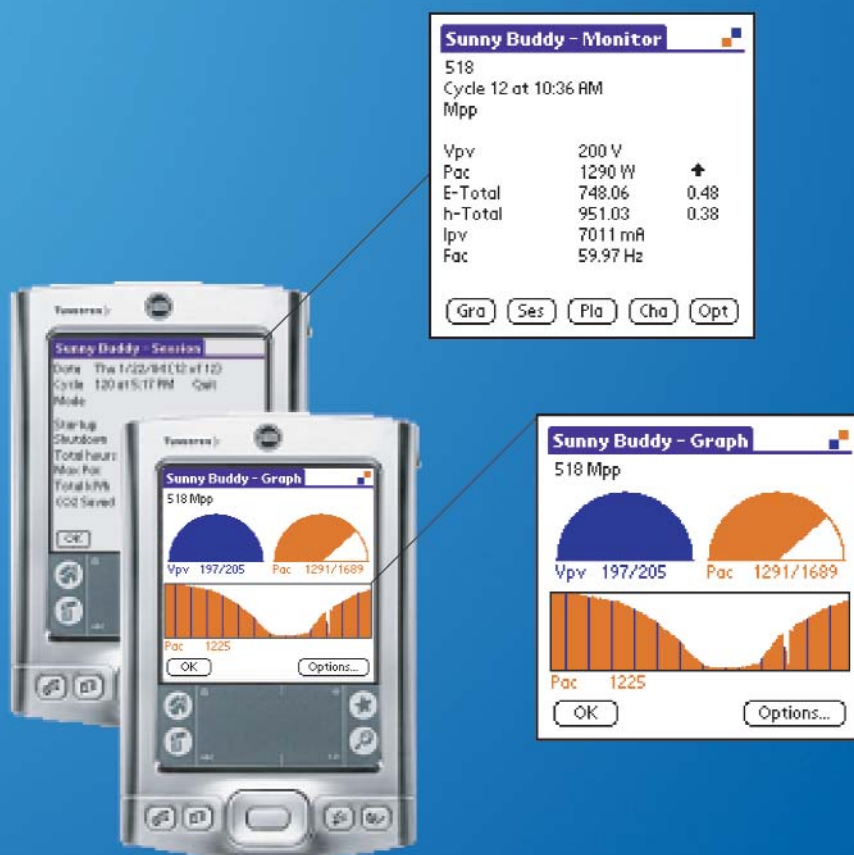 Sunny Buddy - Monitor
518
Cycle 12 at 10:36 AM
Mpp
Vpv 200 V
Pac 1290 W
E-Total 748.06 0.48
h-Total 951.03 0.38
Ipv 7011 mA
Fac 59.97 Hz
Gra Ses Pla Cha Opt
Sunny Buddy - Session
Date Thu 1/22/04 (12 of 12)
Cycle 120 at 5:17 PM Quit
Mode
Startup
Shutdown
Total hours
Max Pac
Total kWh
CO2 Saved
OK
Sunny Buddy - Graph
518 Mpp
Vpv 197/205 Pac 1291/1689
Pac 1225
OK Options...
Sunny Buddy - Graph
518 Mpp
Vpv 197/205 Pac 1291/1689
Pac 1225
OK Options...